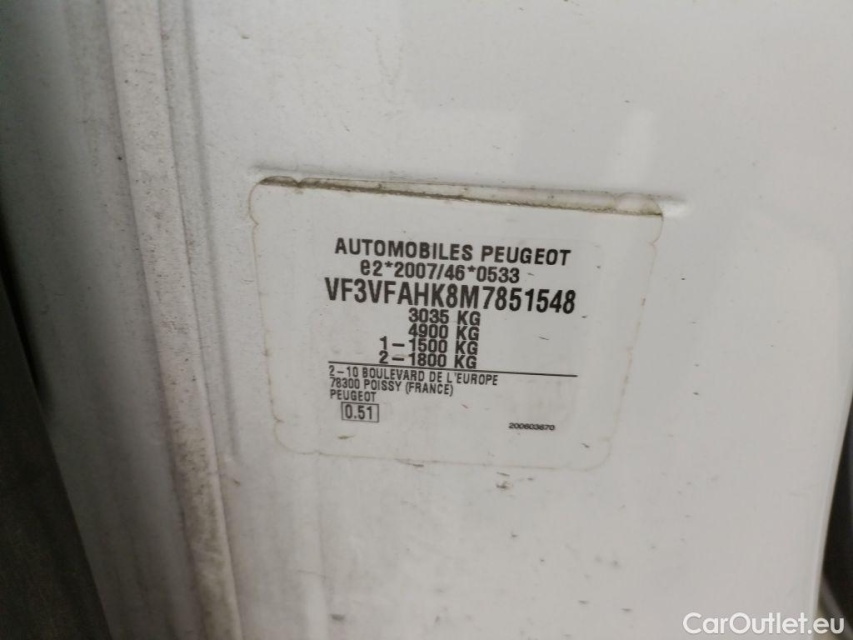 AUTOMOBILES PEUGEOT
e2*2007/46*0533
VF3VFAHK8M7851548
3035 KG
4900 KG
1-1500 KG
2-1800 KG
2-10 BOULEVARD DE L'EUROPE
78300 POISSY (FRANCE)
PEUGEOT
0.51
200603670
CarOutlet.eu